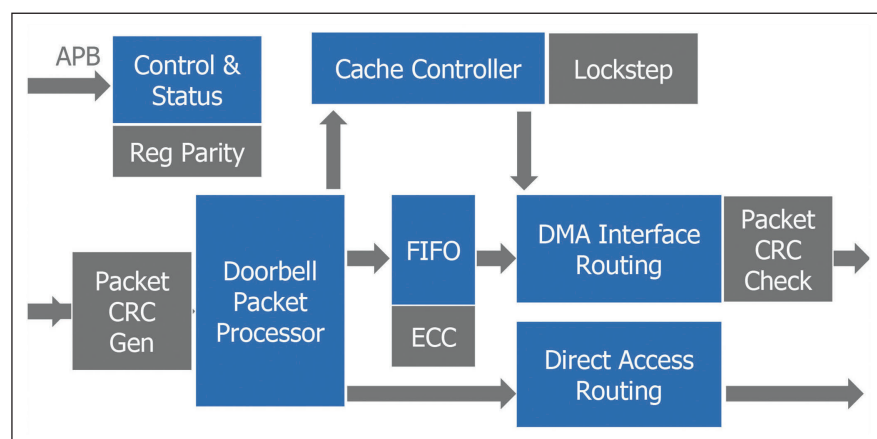 APB
Control &
Status
Reg Parity
Cache Controller
Lockstep
Packet
CRC
Gen
Doorbell
Packet
Processor
FIFO
ECC
DMA Interface
Routing
Packet
CRC
Check
Direct Access
Routing